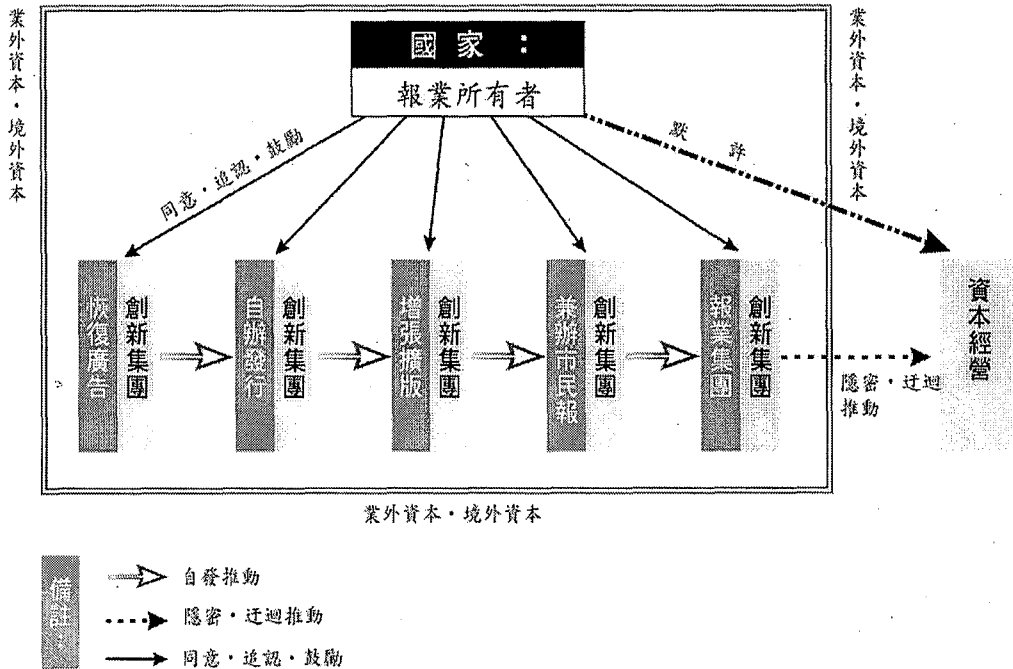 業外資本・境外資本
國家：
報業所有者
業外資本・境外資本
同意・追認・鼓勵
默許
恢復廣告
創新集團
自辦發行
創新集團
增張擴版
創新集團
兼辦市民報
創新集團
報業集團
創新集團
資本經營
隱密・迂迴
推動
業外資本・境外資本
備註：
自發推動
隱密・迂迴推動
同意・追認・鼓勵